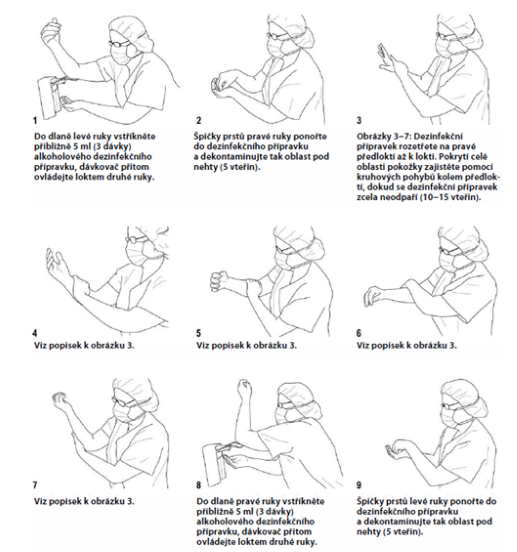 1
Do dlaně levé ruky vstříkněte
přibližně 5 ml (3 dávky)
alkoholového dezinfekčního
přípravku, dávkovač přitom
ovládejte loktem druhé ruky.
2
Špičky prstů pravé ruky ponořte
do dezinfekčního přípravku
a dekontaminujte tak oblast pod
nehty (5 vteřin).
3
Obrázky 3–7: Dezinfekční
přípravek rozetřete na pravé
předloktí až k lokti. Pokrytí celé
oblasti pokožky zajistěte pomocí
kruhových pohybů kolem předlok-
tí, dokud se dezinfekční přípravek
zcela neodpaří (10–15 vteřin).
4
Viz popisek k obrázku 3.
5
Viz popisek k obrázku 3.
6
Viz popisek k obrázku 3.
7
Viz popisek k obrázku 3.
8
Do dlaně pravé ruky vstříkněte
přibližně 5 ml (3 dávky)
alkoholového dezinfekčního
přípravku, dávkovač přitom
ovládejte loktem druhé ruky.
9
Špičky prstů levé ruky ponořte do
dezinfekčního přípravku
a dekontaminujte tak oblast pod
nehty (5 vteřin).